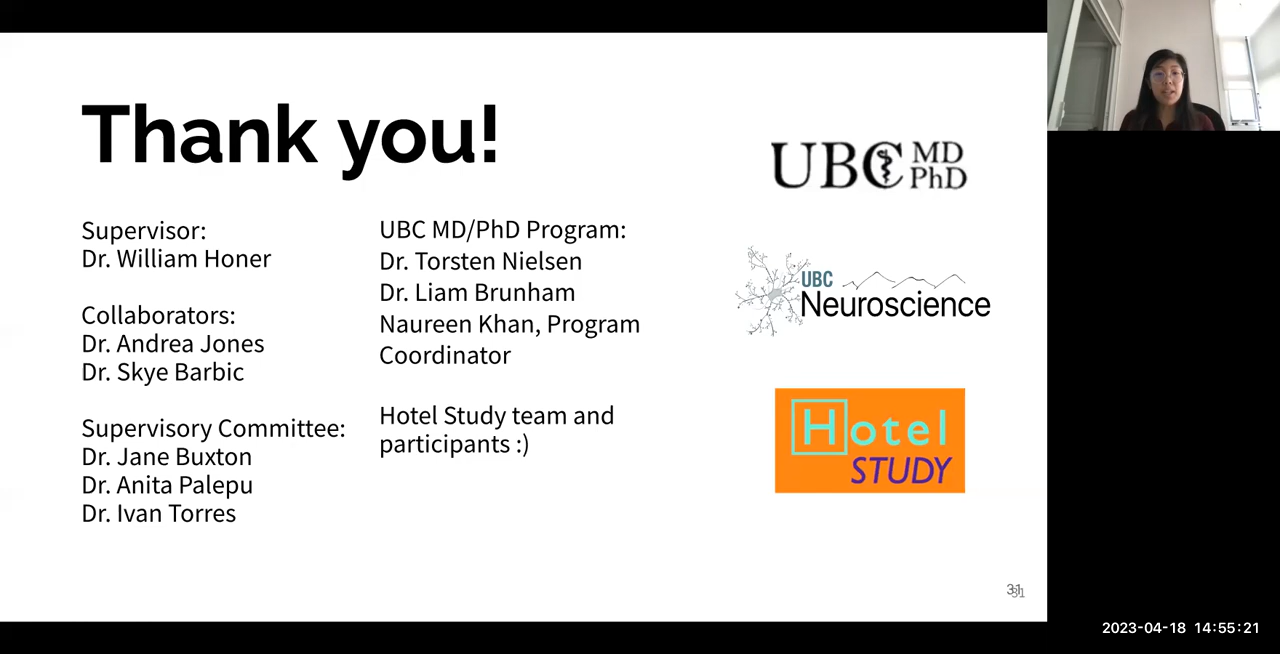 Thank you!
Supervisor:
Dr. William Honer
Collaborators:
Dr. Andrea Jones
Dr. Skye Barbic
Supervisory Committee:
Dr. Jane Buxton
Dr. Anita Palepu
Dr. Ivan Torres
UBC MD/PhD Program:
Dr. Torsten Nielsen
Dr. Liam Brunham
Naureen Khan, Program
Coordinator
Hotel Study team and
participants :)
UBC MD
PhD
UBC
Neuroscience
Hotel
STUDY
31
2023-04-18 14:55:21